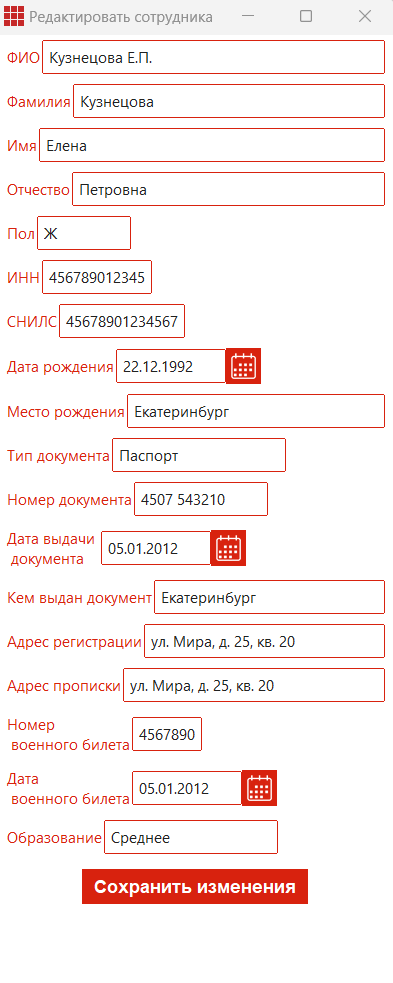 Редактировать сотрудника
ФИО Кузнецова Е.П.
Фамилия Кузнецова
Имя Елена
Отчество Петровна
Пол Ж
ИНН 456789012345
СНИЛС 45678901234567
Дата рождения 22.12.1992
Место рождения Екатеринбург
Тип документа Паспорт
Номер документа 4507 543210
Дата выдачи
документа 05.01.2012
Кем выдан документ Екатеринбург
Адрес регистрации ул. Мира, д. 25, кв. 20
Адрес прописки ул. Мира, д. 25, кв. 20
Номер
военного билета 4567890
Дата
военного билета 05.01.2012
Образование Среднее
Сохранить изменения